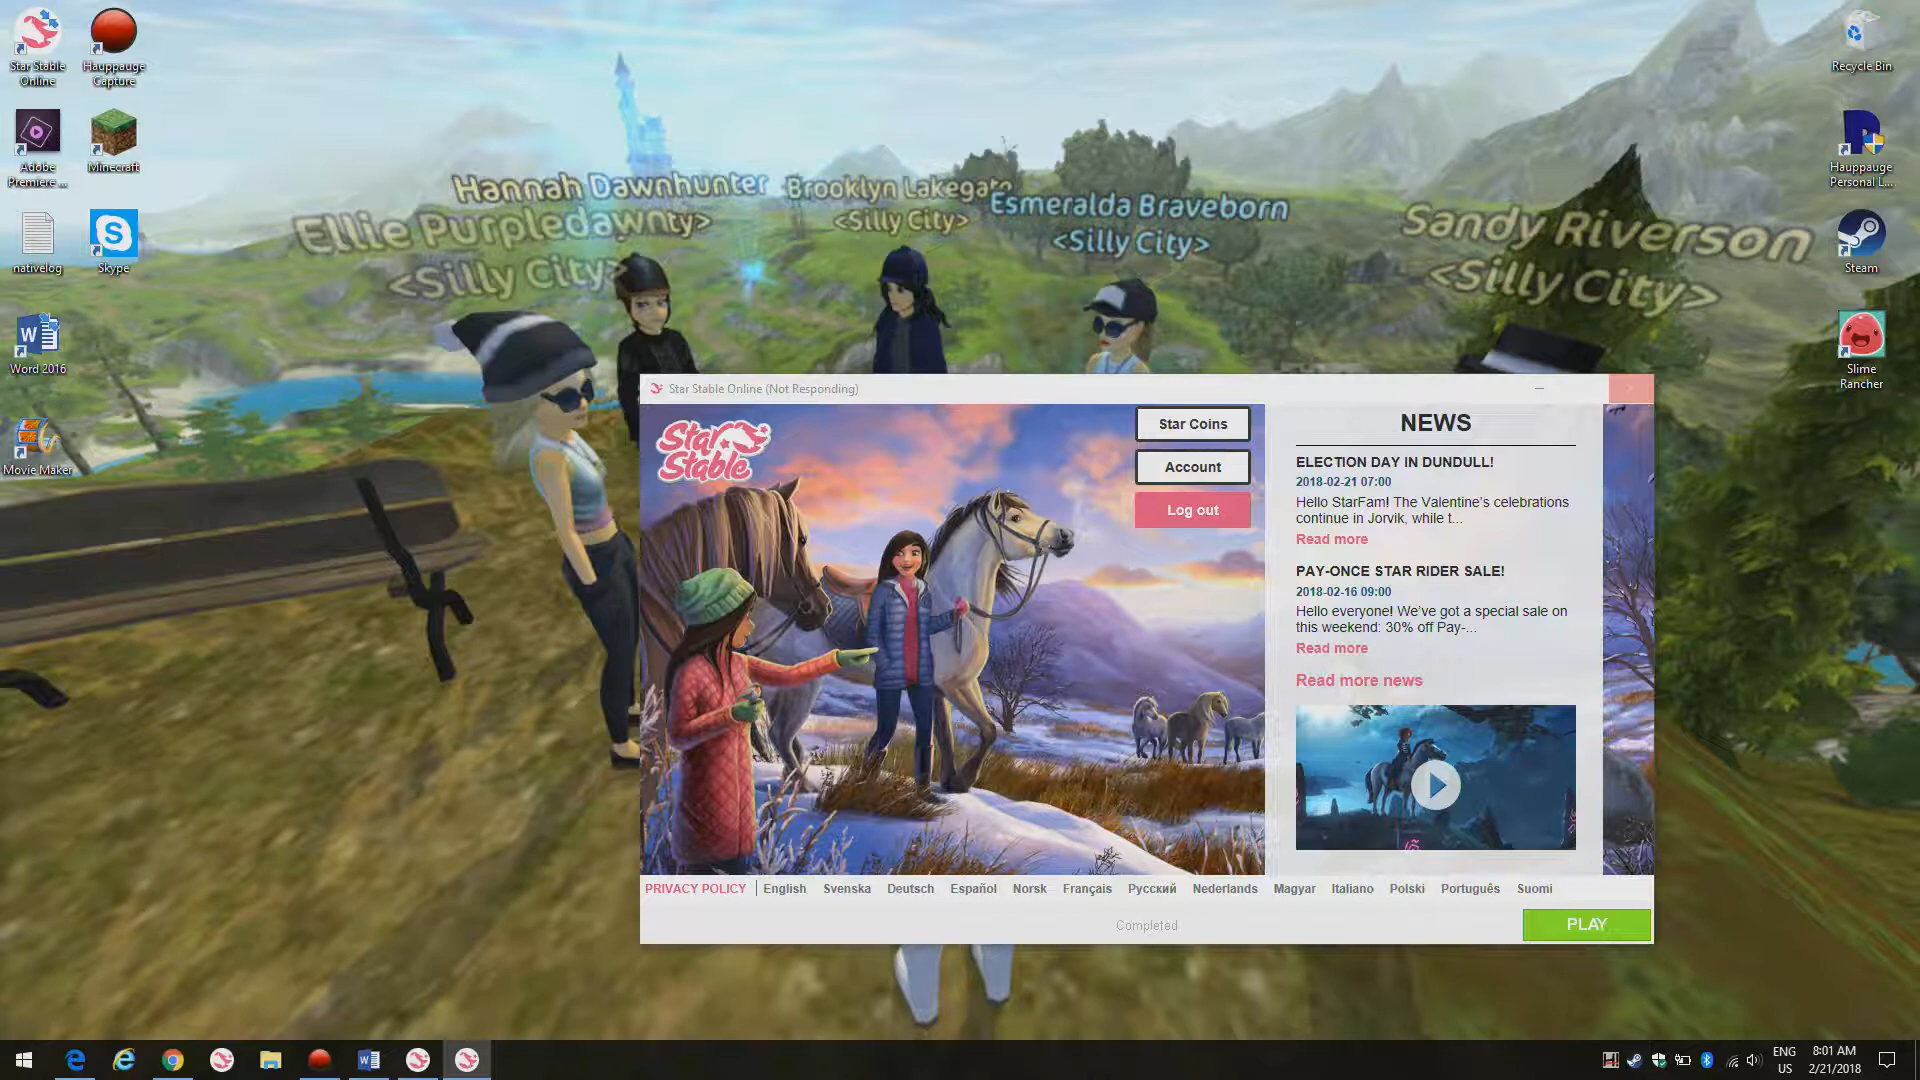 Star Stable
Online
Hauppauge
Capture
Adobe
Premiere ...
Minecraft
nativelog
Skype
Word 2016
Movie Maker
Recycle Bin
Hauppauge
Personal L...
Steam
Slime
Rancher
Hannah Dawnhunter
Ellie Purpledawn
<Silly City>
Brooklyn Lakegate
<Silly City>
Esmeralda Braveborn
<Silly City>
Sandy Riverson
<Silly City>
Star Stable Online (Not Responding)
Star
Stable
Star Coins
Account
Log out
NEWS
ELECTION DAY IN DUNDULL!
2018-02-21 07:00
Hello StarFam! The Valentine's celebrations
continue in Jorvik, while t...
Read more
PAY-ONCE STAR RIDER SALE!
2018-02-16 09:00
Hello everyone! We've got a special sale on
this weekend: 30% off Pay-...
Read more
Read more news
PRIVACY POLICY English Svenska Deutsch Español Norsk Français Русский Nederlands Magyar Italiano Polski Português Suomi
Completed
PLAY
ENG
US
8:01 AM
2/21/2018